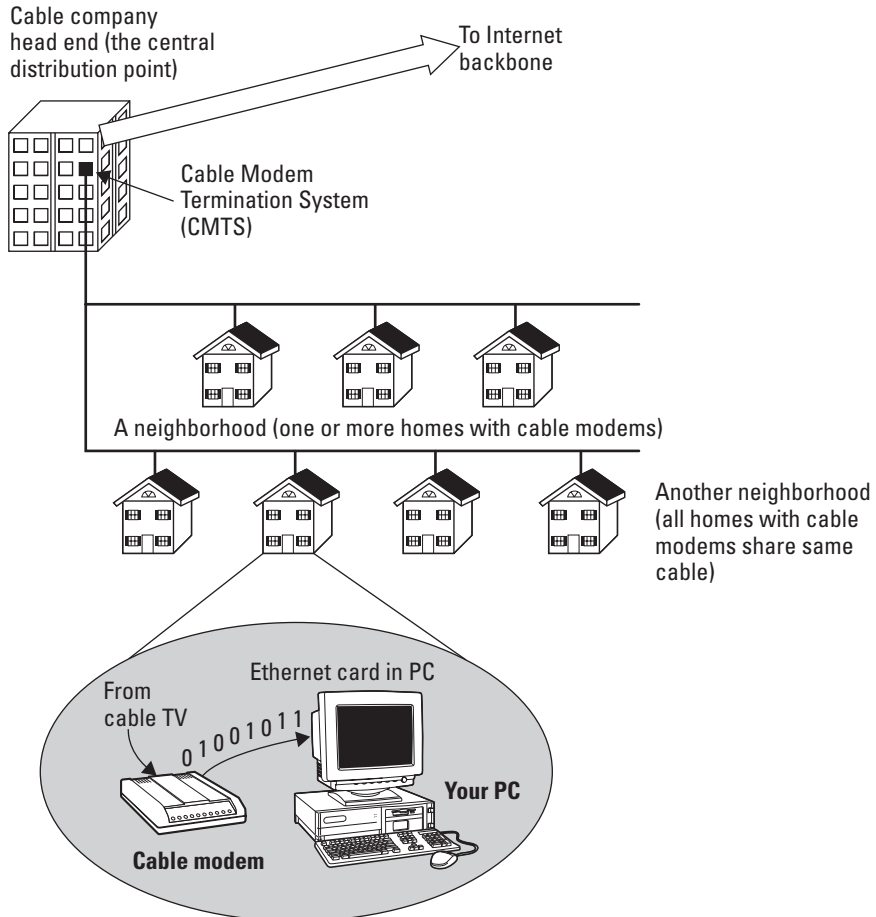 Cable company
head end (the central
distribution point)
To Internet
backbone
Cable Modem
Termination System
(CMTS)
A neighborhood (one or more homes with cable modems)
Another neighborhood
(all homes with cable
modems share same
cable)
Ethernet card in PC
From
cable TV
01001011
Your PC
Cable modem